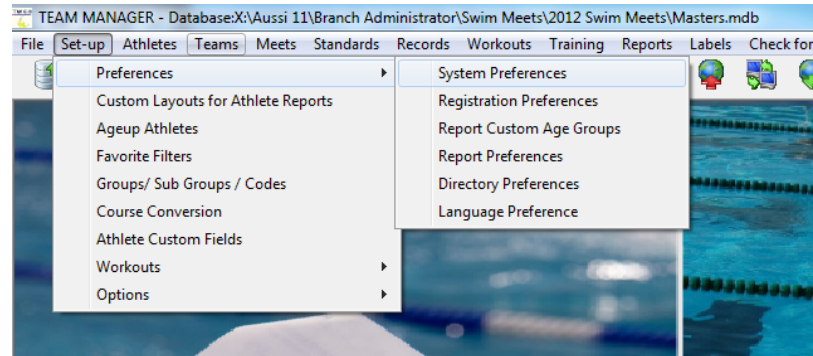 TEAM MANAGER - Database:X:\Aussi 11\Branch Administrator\Swim Meets\2012 Swim Meets\Masters.mdb
File Set-up Athletes Teams Meets Standards Records Workouts Training Reports Labels Check for
Preferences
Custom Layouts for Athlete Reports
Ageup Athletes
Favorite Filters
Groups/ Sub Groups / Codes
Course Conversion
Athlete Custom Fields
Workouts
Options
System Preferences
Registration Preferences
Report Custom Age Groups
Report Preferences
Directory Preferences
Language Preference